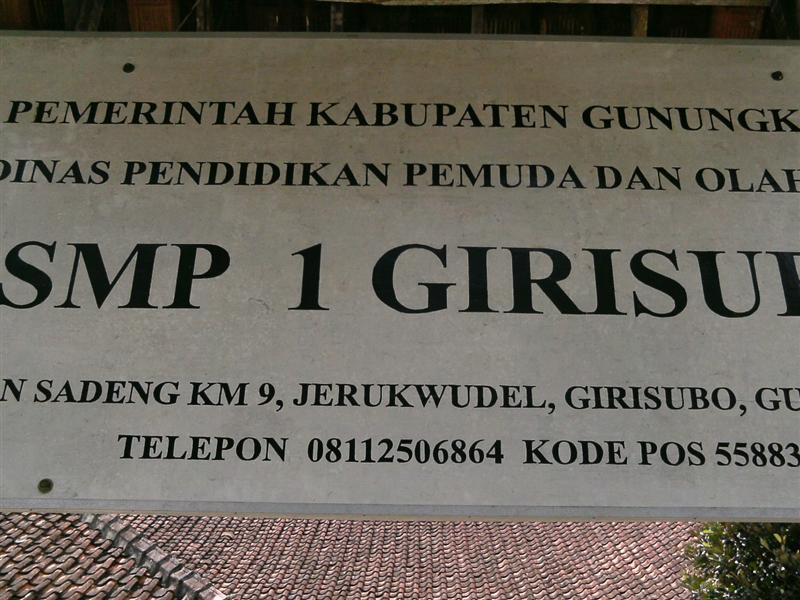 PEMERINTAH KABUPATEN GUNUNGK
DINAS PENDIDIKAN PEMUDA DAN OLAH
SMP 1 GIRISU
N SADENG KM 9, JERUKWUDEL, GIRISUBO, GU
TELEPON 08112506864 KODE POS 55883